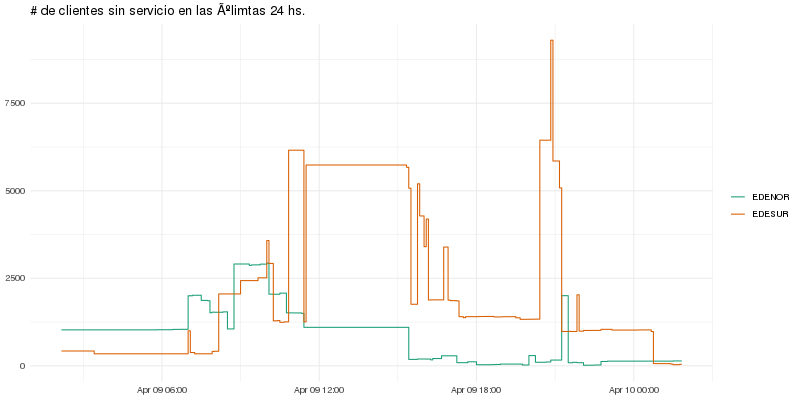 # de clientes sin servicio en las Ãºlimtas 24 hs.
7500
5000
2500
0
Apr 09 06:00
Apr 09 12:00
Apr 09 18:00
Apr 10 00:00
EDENOR
EDESUR